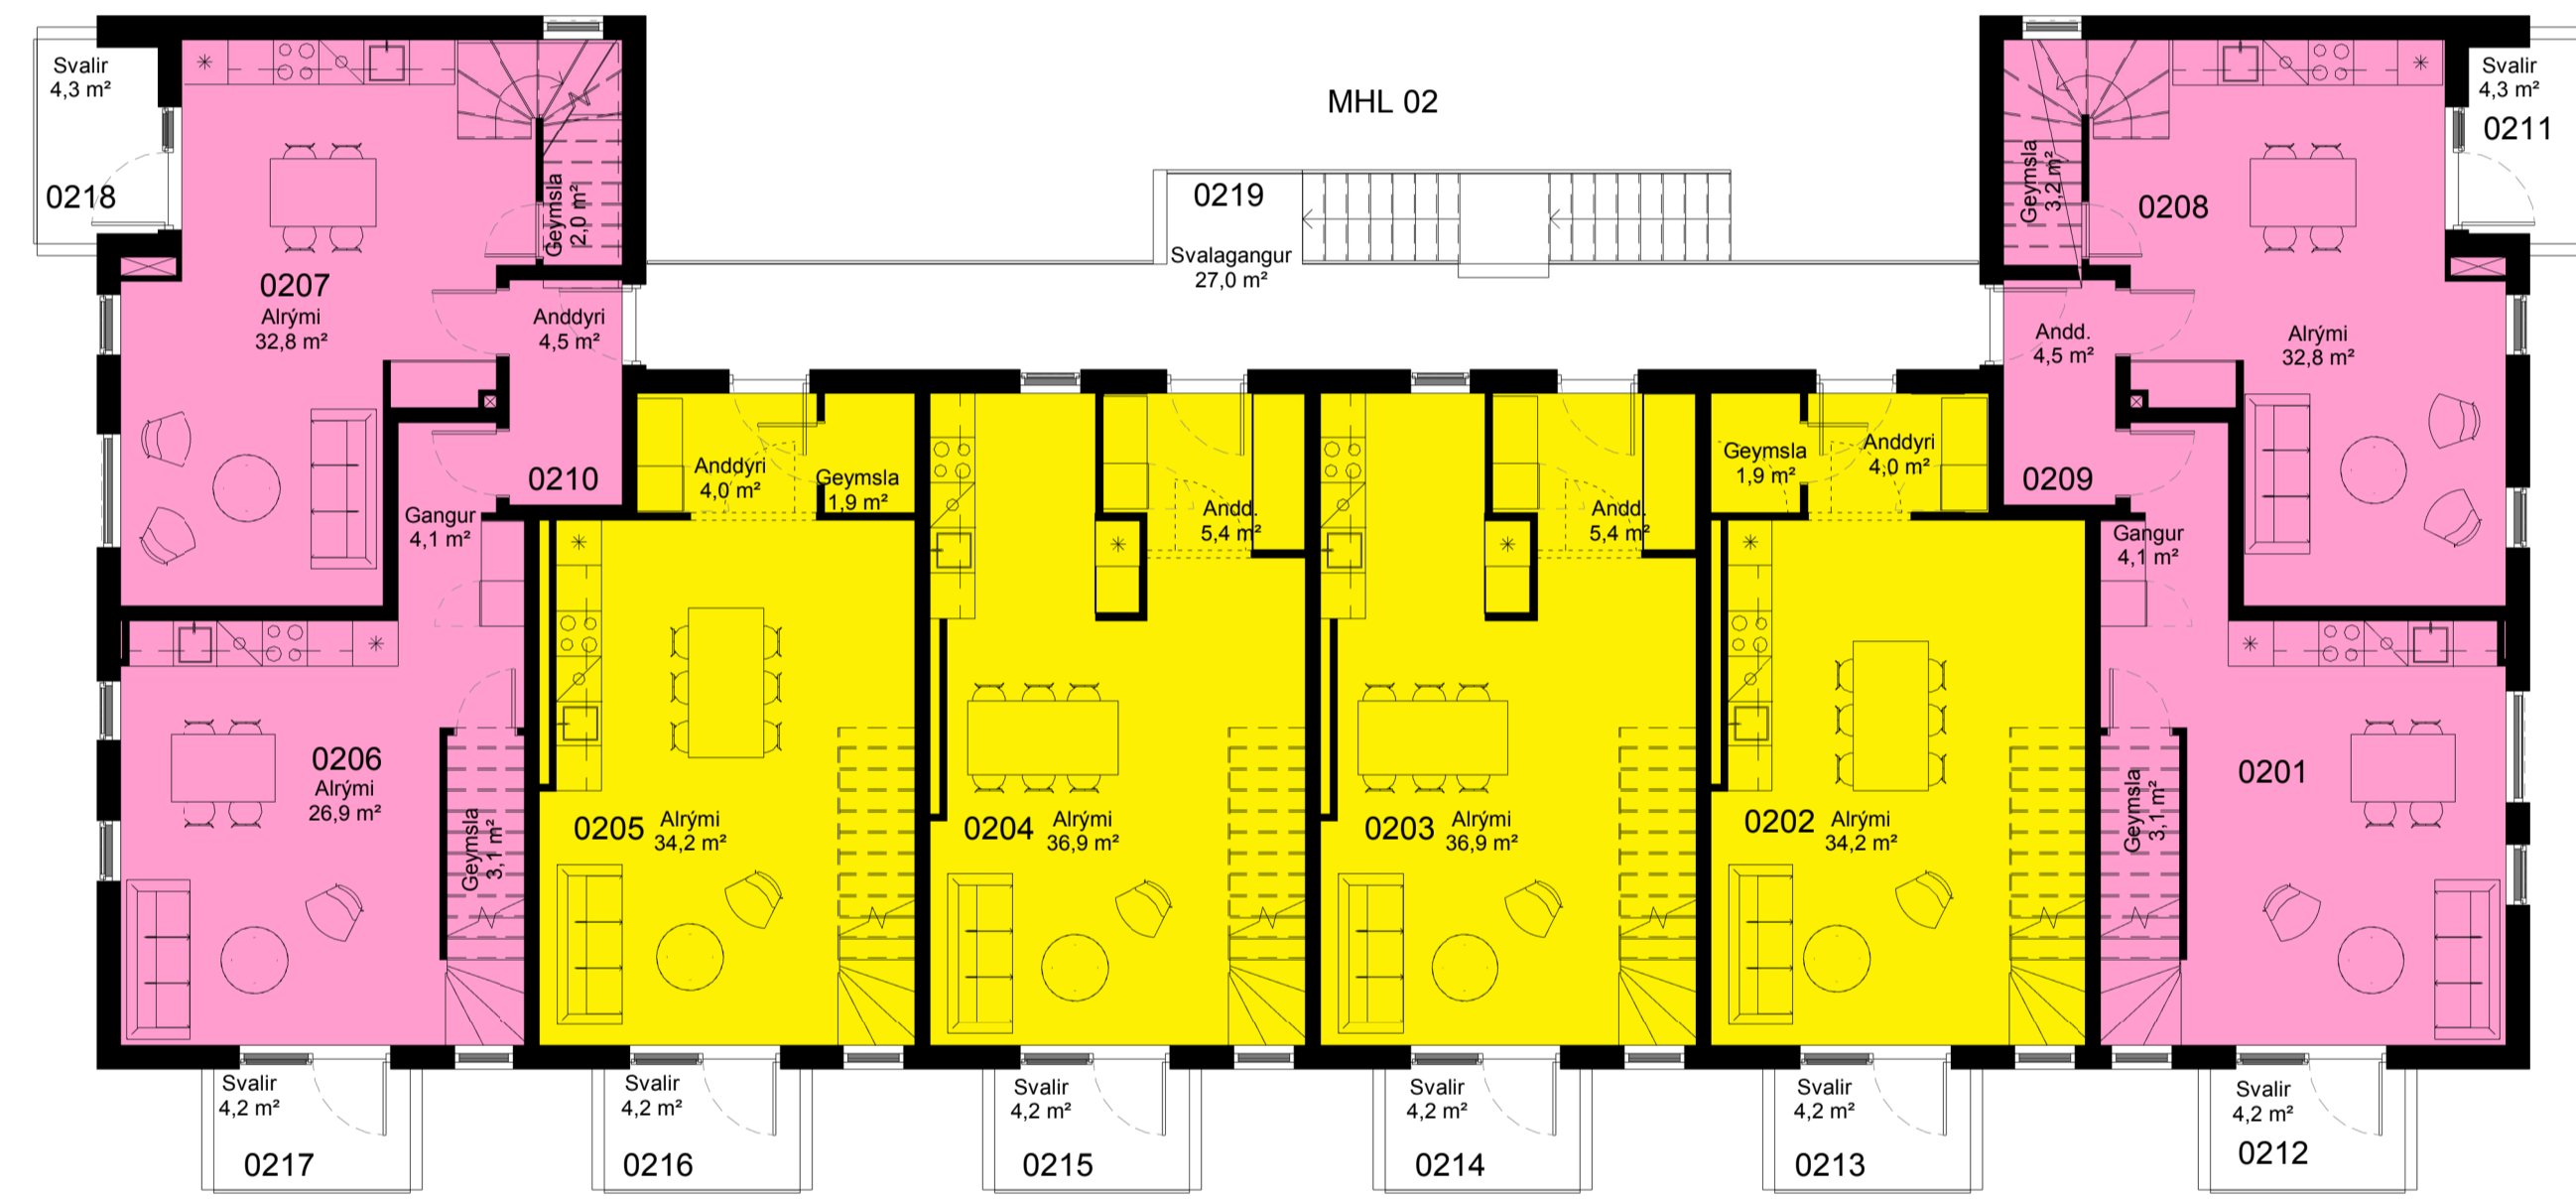 Svalir
4,3 m²
0218
0207
Alrými
32,8 m²
Geymsla
2,0 m²
Anddyri
4,5 m²
0210
Gangur
4,1 m²
0206
Alrými
26,9 m²
Geymsla
3,1 m²
MHL 02
0219
Svalagangur
27,0 m²
Anddyri
4,0 m²
Geymsla
1,9 m²
0205
Alrými
34,2 m²
Andd.
5,4 m²
0204
Alrými
36,9 m²
Andd.
5,4 m²
0203
Alrými
36,9 m²
Geymsla
1,9 m²
Anddyri
4,0 m²
0202
Alrými
34,2 m²
Geymsla
3,2 m²
0208
Svalir
4,3 m²
0211
Andd.
4,5 m²
Alrými
32,8 m²
0209
Gangur
4,1 m²
0201
Geymsla
3,1 m²
Svalir
4,2 m²
0217
Svalir
4,2 m²
0216
Svalir
4,2 m²
0215
Svalir
4,2 m²
0214
Svalir
4,2 m²
0213
Svalir
4,2 m²
0212